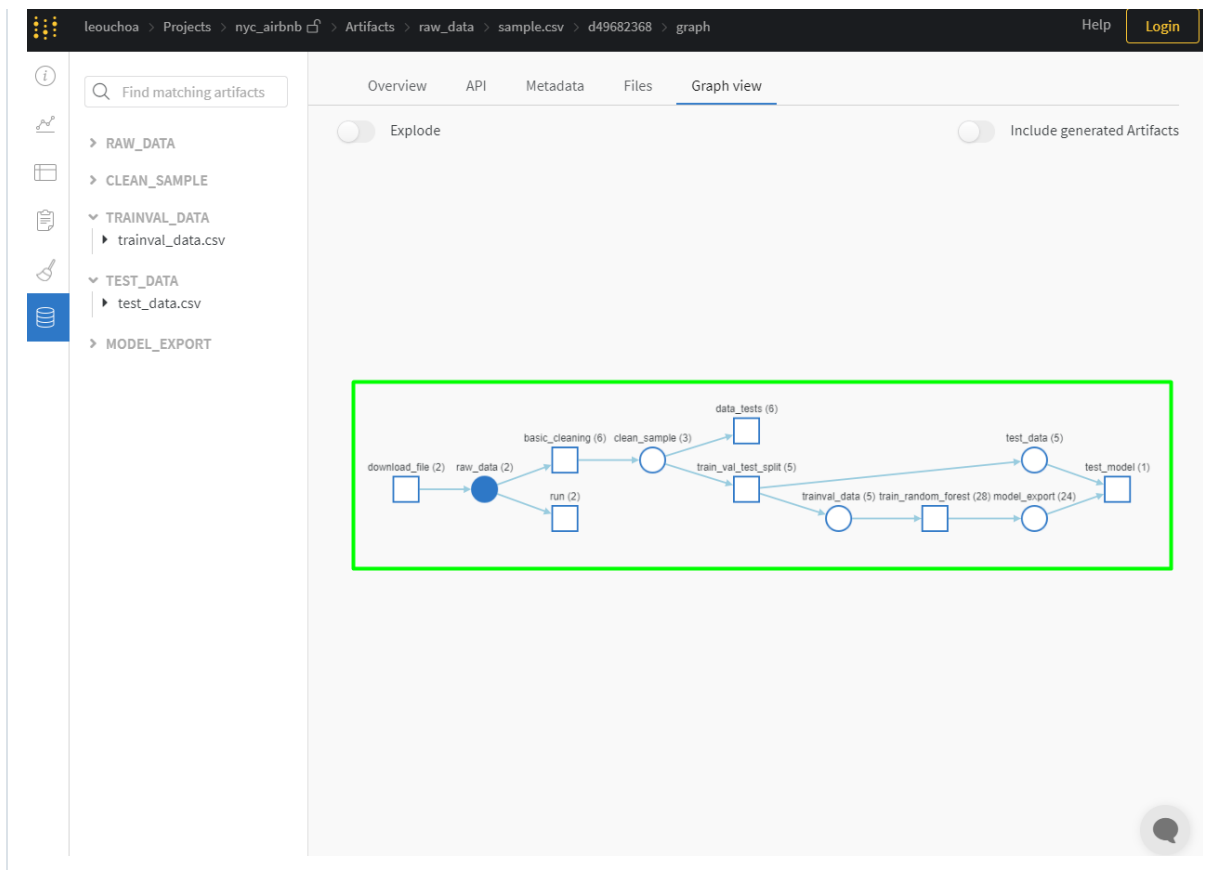 leouchoa > Projects > nyc_airbnb > Artifacts > raw_data > sample.csv > d49682368 > graph
Help
Login
Find matching artifacts
RAW_DATA
CLEAN_SAMPLE
TRAINVAL_DATA
trainval_data.csv
TEST_DATA
test_data.csv
MODEL_EXPORT
Overview API Metadata Files Graph view
Explode
Include generated Artifacts
data_tests (6)
basic_cleaning (6) clean_sample (3)
test_data (5)
download_file (2) raw_data (2)
train_val_test_split (5)
test_model (1)
run (2)
trainval_data (5) train_random_forest (28) model_export (24)